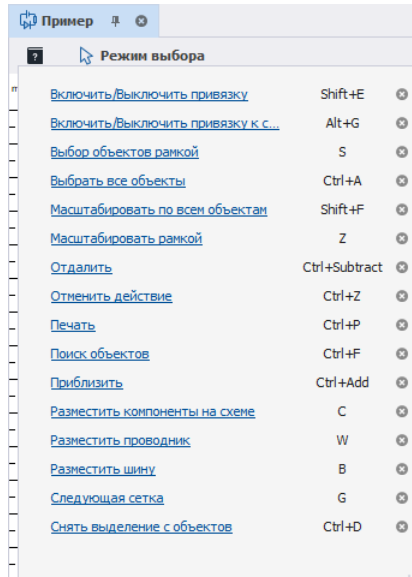 Пример
? Режим выбора
Включить/Выключить привязку Shift+E
Включить/Выключить привязку к с... Alt+G
Выбор объектов рамкой S
Выбрать все объекты Ctrl+A
Масштабировать по всем объектам Shift+F
Масштабировать рамкой Z
Отдалить Ctrl+Subtract
Отменить действие Ctrl+Z
Печать Ctrl+P
Поиск объектов Ctrl+F
Приблизить Ctrl+Add
Разместить компоненты на схеме C
Разместить проводник W
Разместить шину B
Следующая сетка G
Снять выделение с объектов Ctrl+D